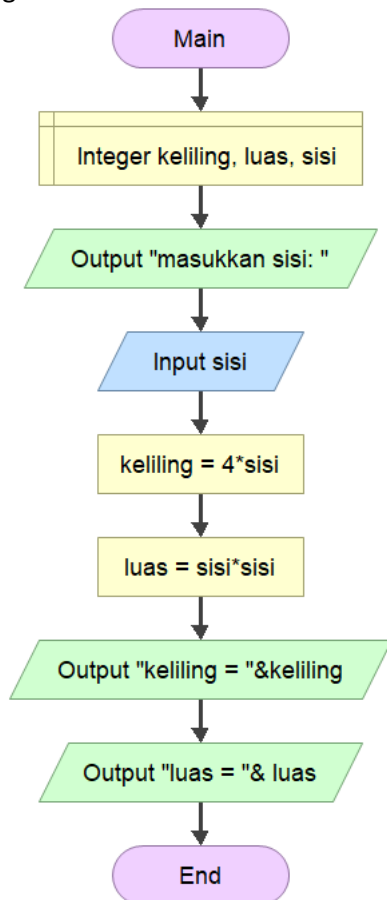 Main
Integer keliling, luas, sisi
Output "masukkan sisi: "
Input sisi
keliling = 4*sisi
luas = sisi*sisi
Output "keliling = "&keliling
Output "luas = "& luas
End